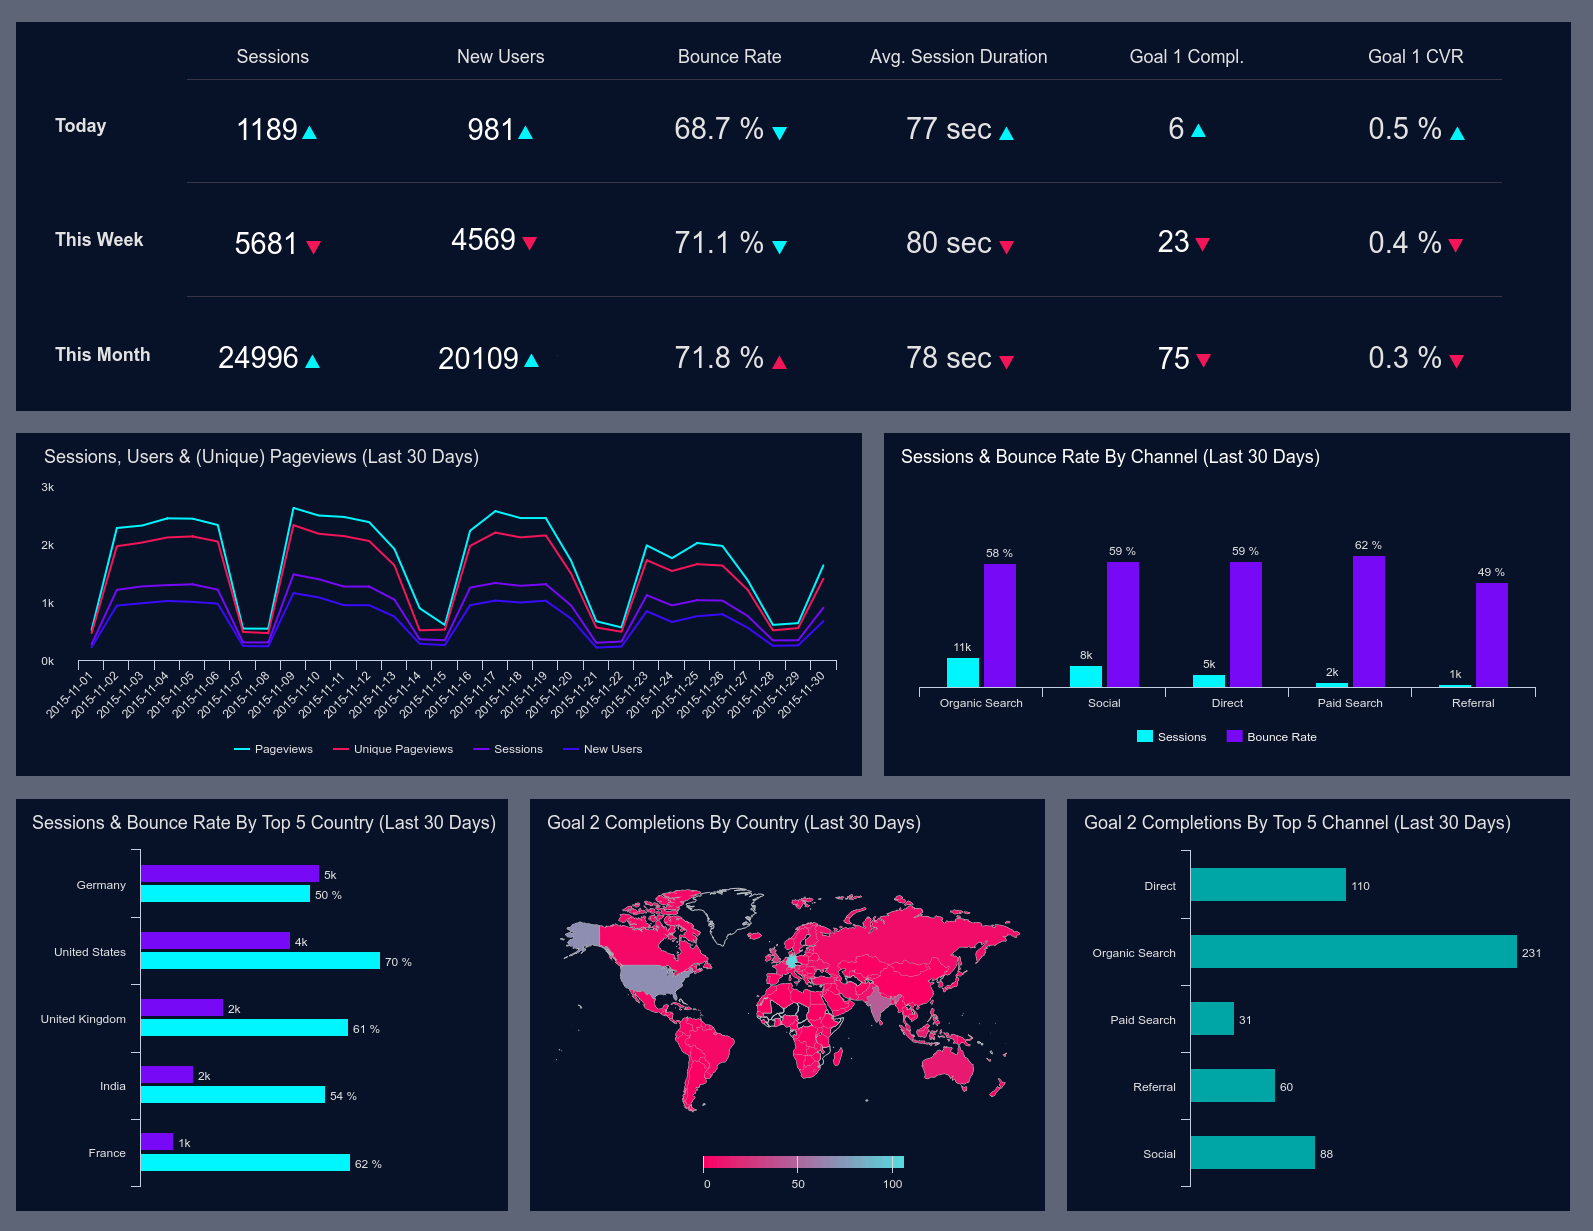 Sessions New Users Bounce Rate Avg. Session Duration Goal 1 Compl. Goal 1 CVR
Today 1189 981 68.7 % 77 sec 6 0.5 %
This Week 5681 4569 71.1 % 80 sec 23 0.4 %
This Month 24996 20109 71.8 % 78 sec 75 0.3 %
Sessions, Users & (Unique) Pageviews (Last 30 Days)
3k
2k
1k
0k
2015-11-01
2015-11-02
2015-11-03
2015-11-04
2015-11-05
2015-11-06
2015-11-07
2015-11-08
2015-11-09
2015-11-10
2015-11-11
2015-11-12
2015-11-13
2015-11-14
2015-11-15
2015-11-16
2015-11-17
2015-11-18
2015-11-19
2015-11-20
2015-11-21
2015-11-22
2015-11-23
2015-11-24
2015-11-25
2015-11-26
2015-11-27
2015-11-28
2015-11-29
2015-11-30
Pageviews Unique Pageviews Sessions New Users
Sessions & Bounce Rate By Channel (Last 30 Days)
11k 58 % 8k 59 % 5k 59 % 2k 62 % 1k 49 %
Organic Search Social Direct Paid Search Referral
Sessions Bounce Rate
Sessions & Bounce Rate By Top 5 Country (Last 30 Days)
Germany 5k
50 %
United States 4k
70 %
United Kingdom 2k
61 %
India 2k
54 %
France 1k
62 %
Goal 2 Completions By Country (Last 30 Days)
0 50 100
Goal 2 Completions By Top 5 Channel (Last 30 Days)
Direct 110
Organic Search 231
Paid Search 31
Referral 60
Social 88